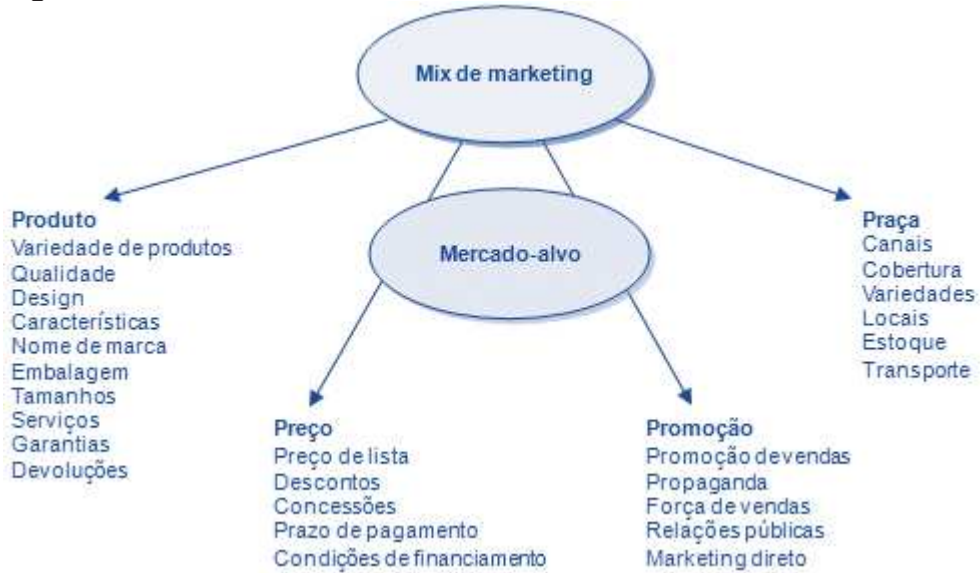 Mix de marketing
Mercado-alvo
Produto
Variedade de produtos
Qualidade
Design
Características
Nome de marca
Embalagem
Tamanhos
Serviços
Garantias
Devoluções
Preço
Preço de lista
Descontos
Concessões
Prazo de pagamento
Condições de financiamento
Promoção
Promoção de vendas
Propaganda
Força de vendas
Relações públicas
Marketing direto
Praça
Canais
Cobertura
Variedades
Locais
Estoque
Transporte